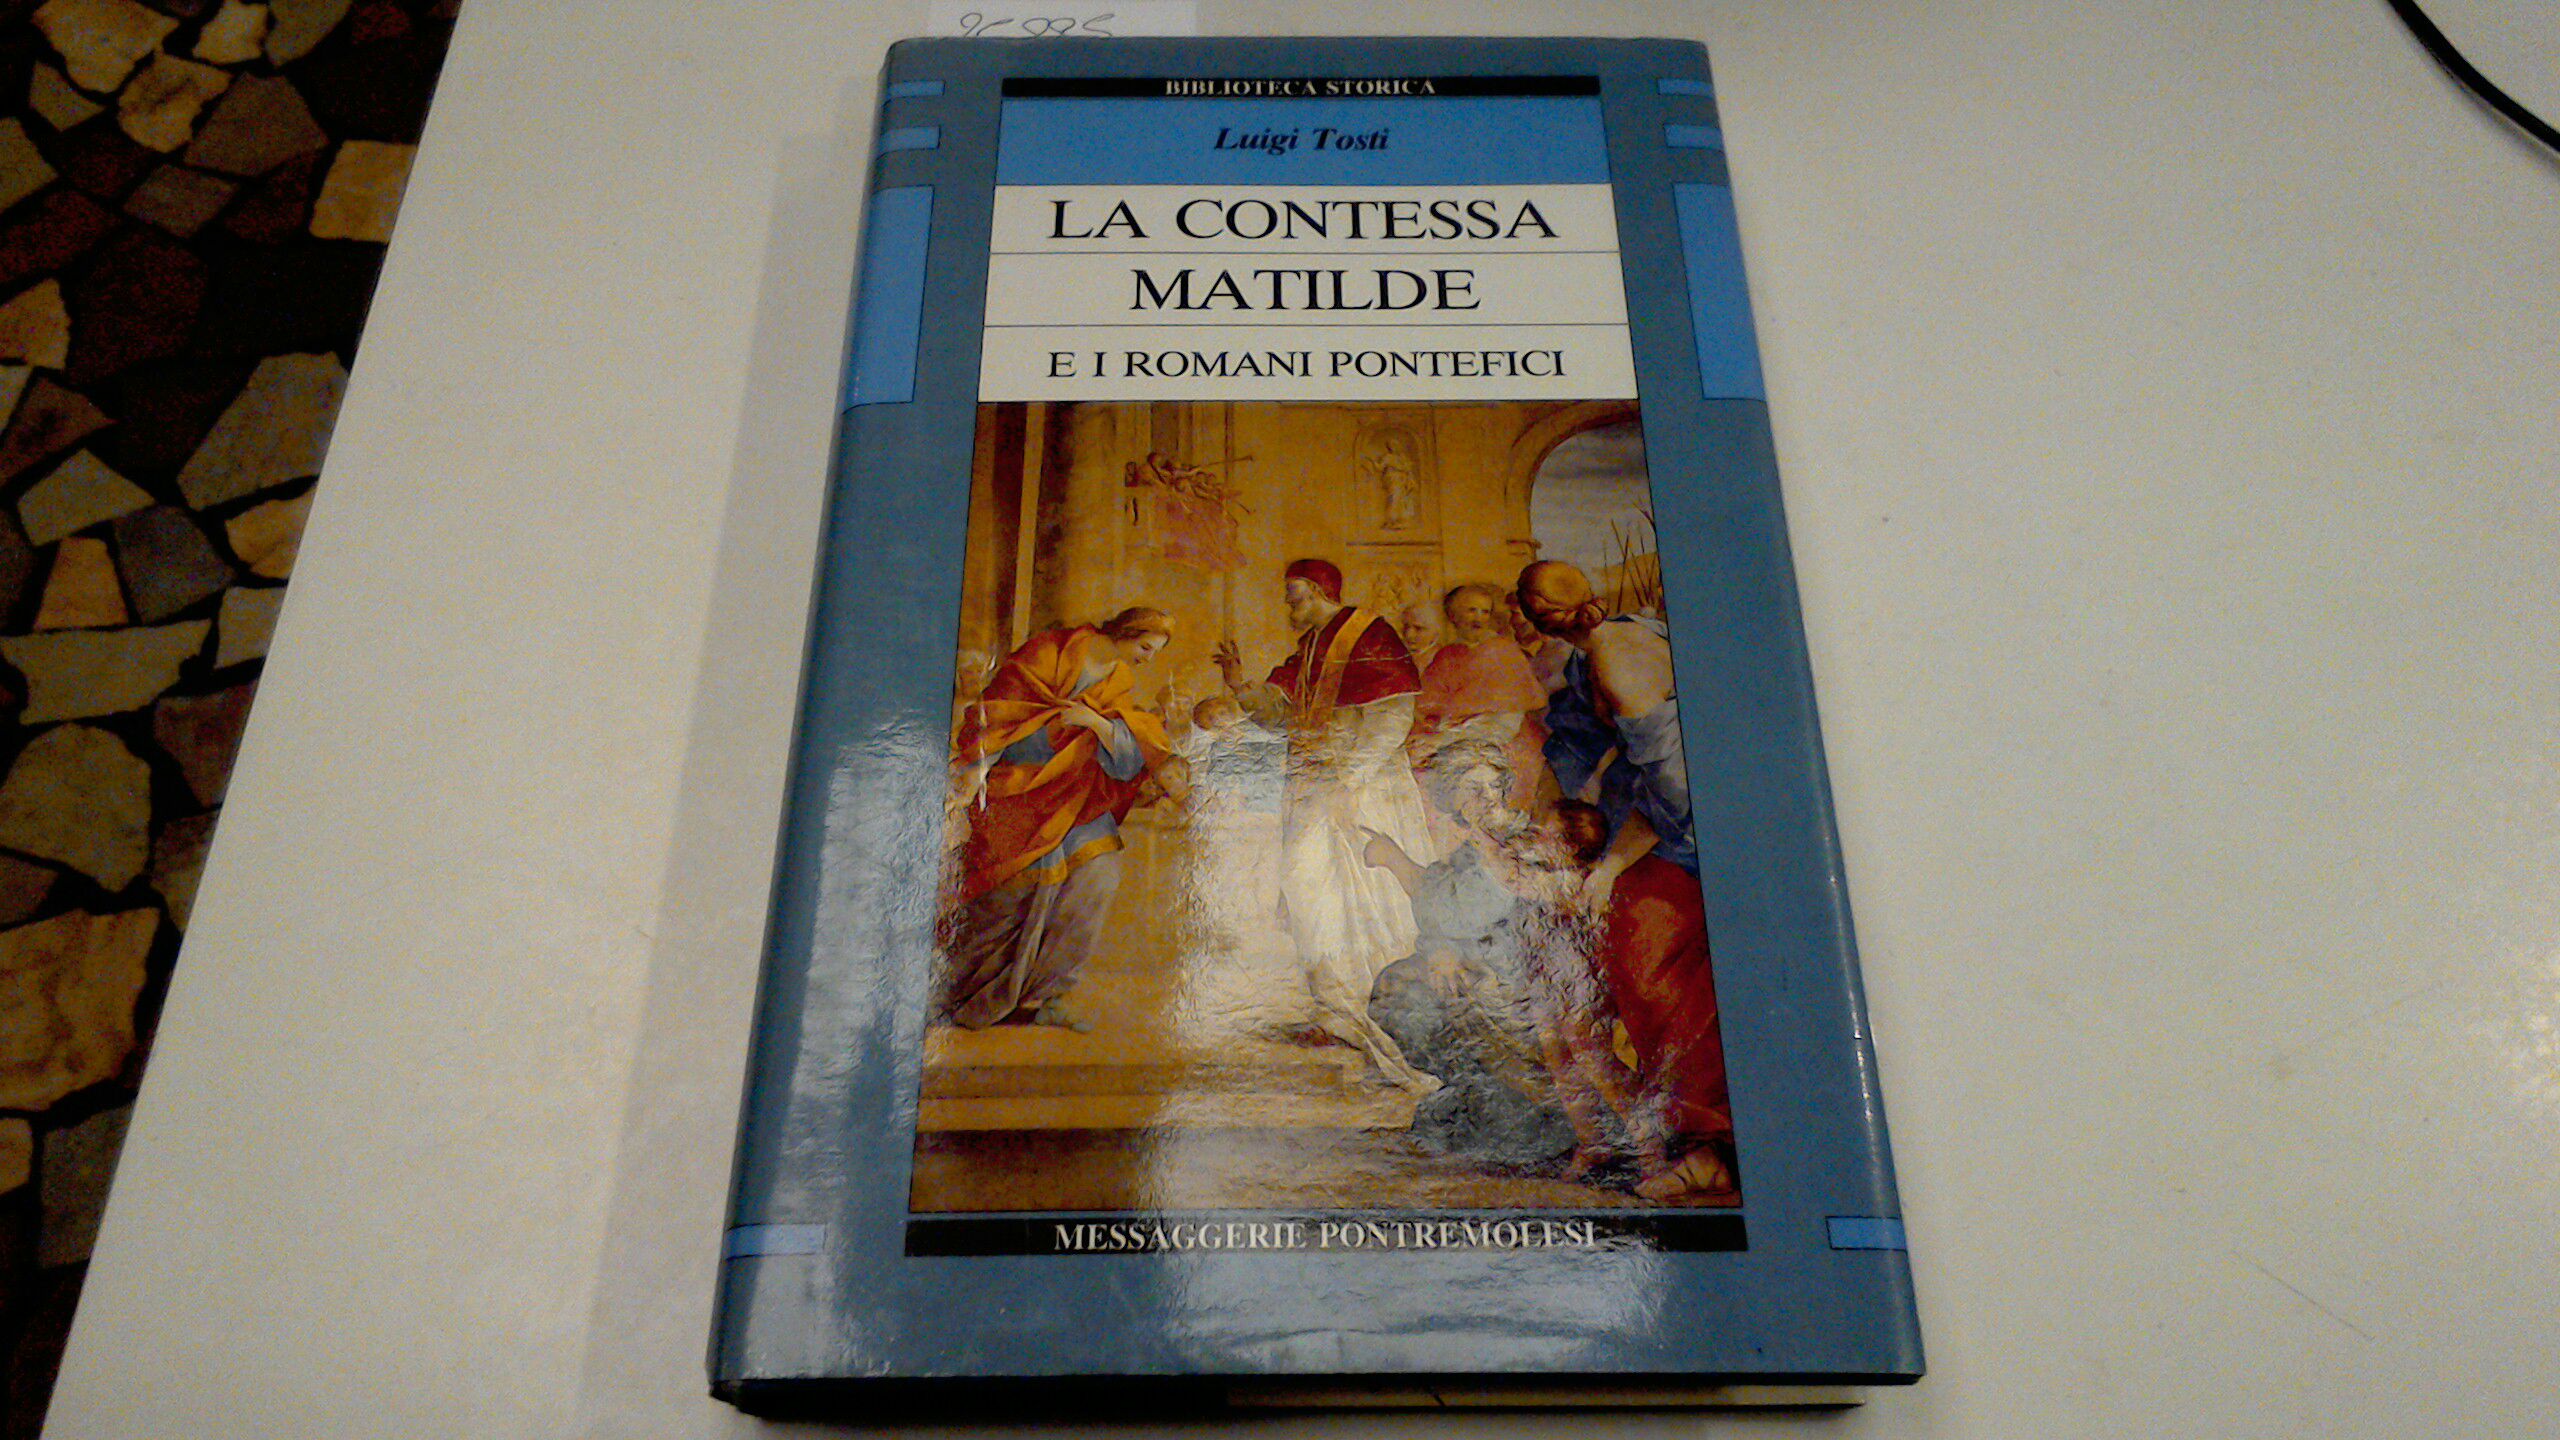 BIBLIOTECA STORICA
Luigi Tosti
LA CONTESSA
MATILDE
E I ROMANI PONTEFICI
MESSAGGERIE PONTREMOLESI